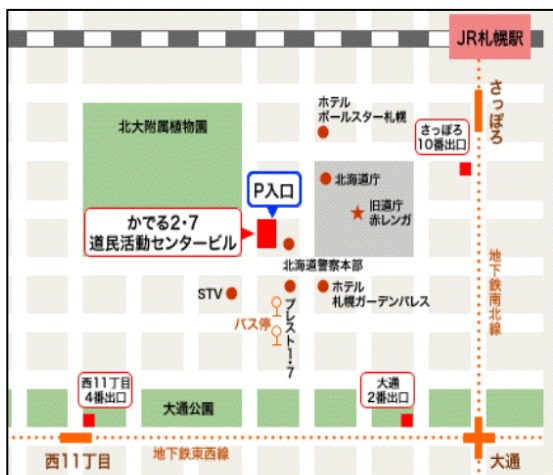 JR札幌駅
さっぽろ
ホテル
ポールスター札幌
さっぽろ
10番出口
北大附属植物園
北海道庁
P入口
旧道庁
赤レンガ
かでる2・7
道民活動センタービル
北海道警察本部
地下鉄南北線
STV
ホテル
札幌ガーデンパレス
バス停
プレスト1・7
西11丁目
4番出口
大通公園
大通
2番出口
地下鉄東西線
西11丁目
大通